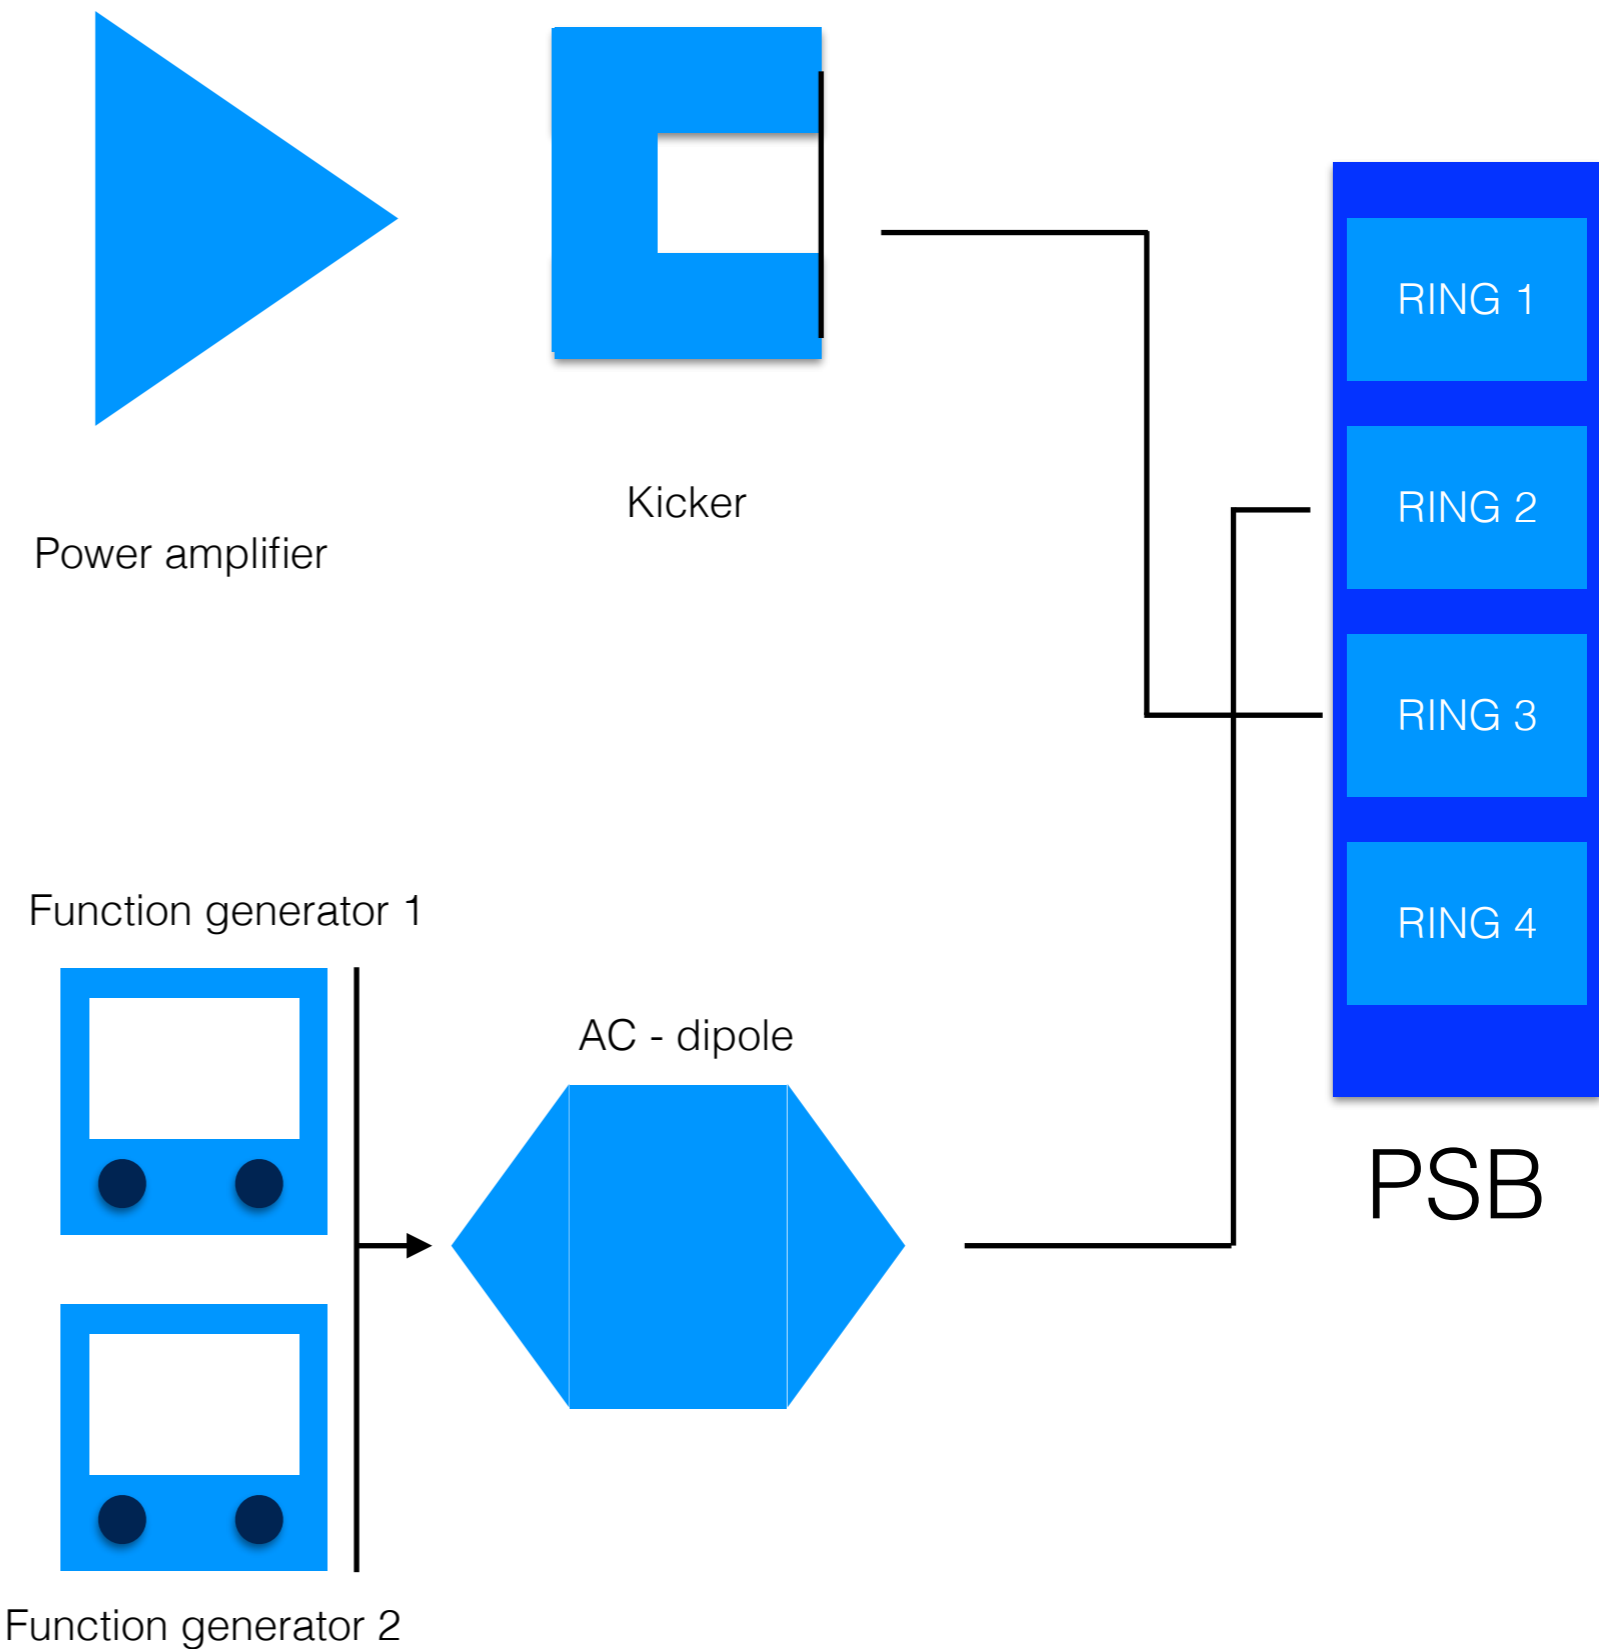 Power amplifier
Kicker
RING 1
RING 2
RING 3
RING 4
PSB
Function generator 1
AC - dipole
Function generator 2